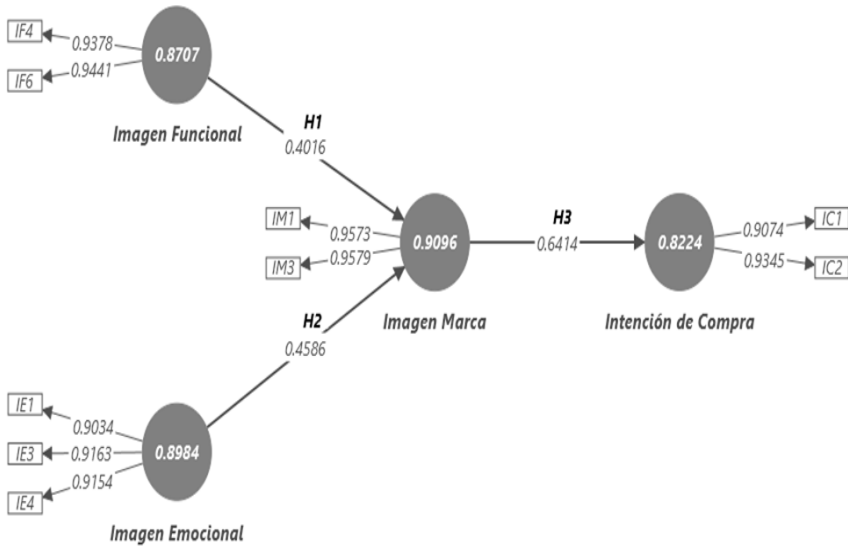 IF4
0.9378
0.8707
0.9441
IF6
Imagen Funcional
H1
0.4016
IM1
0.9573
0.9096
0.9579
IM3
Imagen Marca
H3
0.6414
0.8224
0.9074
IC1
0.9345
IC2
Intención de Compra
H2
0.4586
IE1
0.9034
IE3
0.9163
0.8984
0.9154
IE4
Imagen Emocional